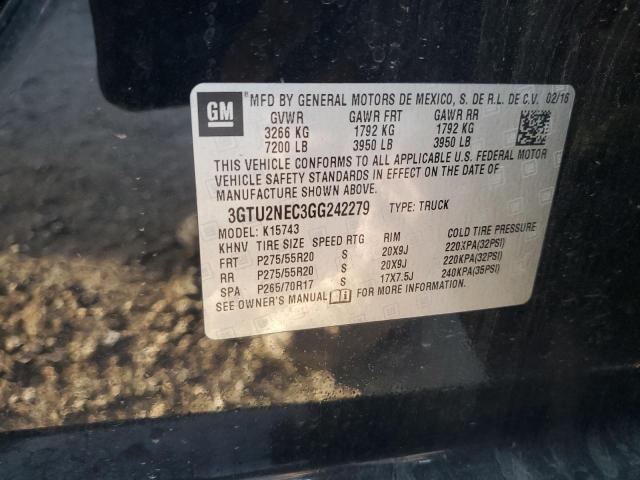 GM
® MFD BY GENERAL MOTORS DE MEXICO, S. DE R.L. DE C.V. 02/16
GVWR GAWR FRT GAWR RR
3266 KG 1792 KG 1792 KG
7200 LB 3950 LB 3950 LB
THIS VEHICLE CONFORMS TO ALL APPLICABLE U.S. FEDERAL MOTOR
VEHICLE SAFETY STANDARDS IN EFFECT ON THE DATE OF
MANUFACTURE SHOWN ABOVE.
3GTU2NEC3GG242279 TYPE: TRUCK
MODEL: K15743
KHNV TIRE SIZE SPEED RTG RIM COLD TIRE PRESSURE
FRT P275/55R20 S 20X9J 220KPA(32PSI)
RR P275/55R20 S 20X9J 220KPA(32PSI)
SPA P265/70R17 S 17X7.5J 240KPA(35PSI)
SEE OWNER'S MANUAL FOR MORE INFORMATION.